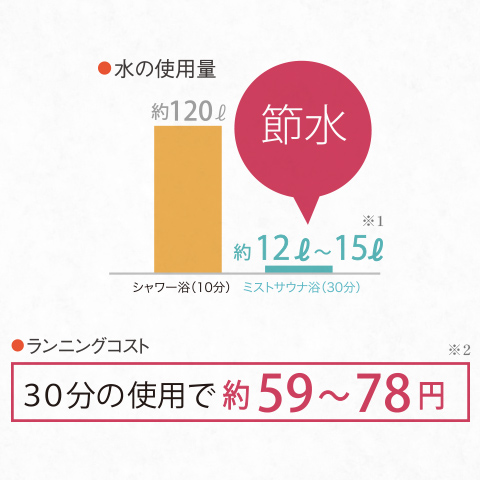 ●水の使用量
約120ℓ
節水
※1
約12ℓ～15ℓ
シャワー浴（10分）
ミストサウナ浴（30分）
●ランニングコスト
※2
30分の使用で約59～78円